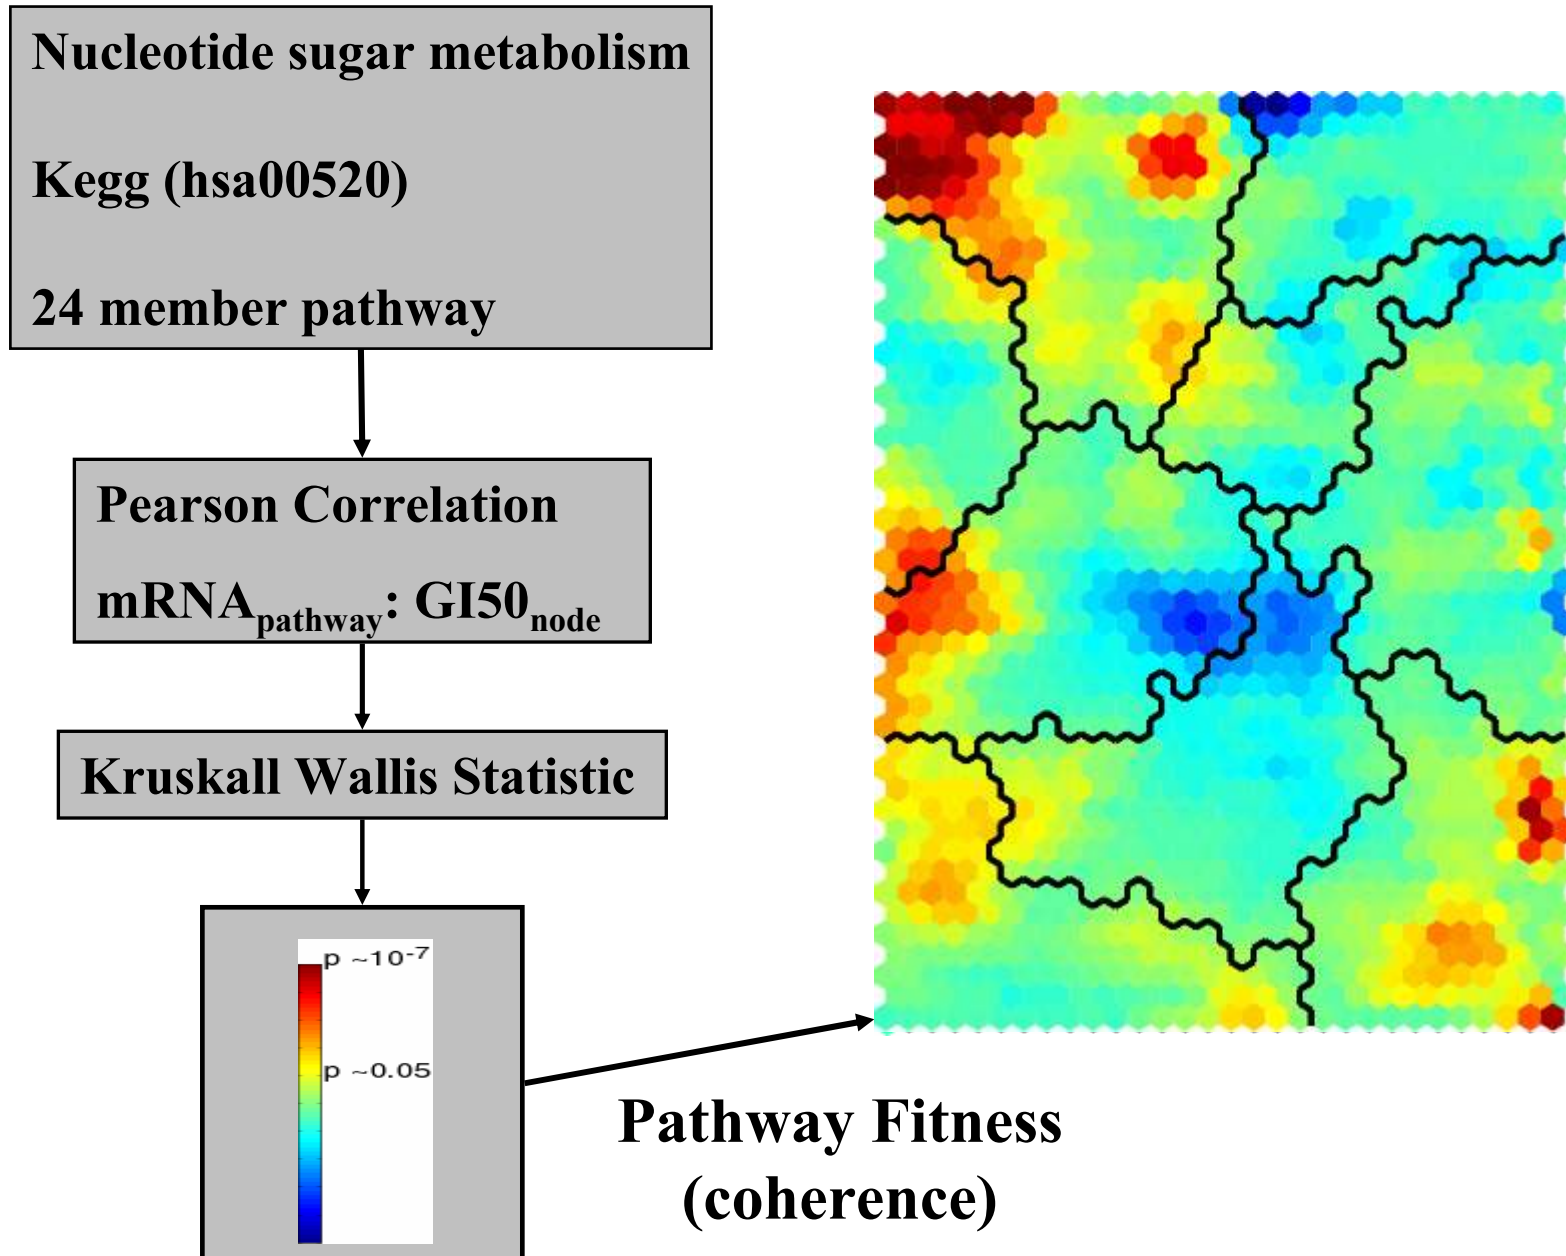 Nucleotide sugar metabolism
Kegg (hsa00520)
24 member pathway
Pearson Correlation
mRNApathway: GI50node
Kruskall Wallis Statistic
p ~10-7
p ~0.05
Pathway Fitness
(coherence)